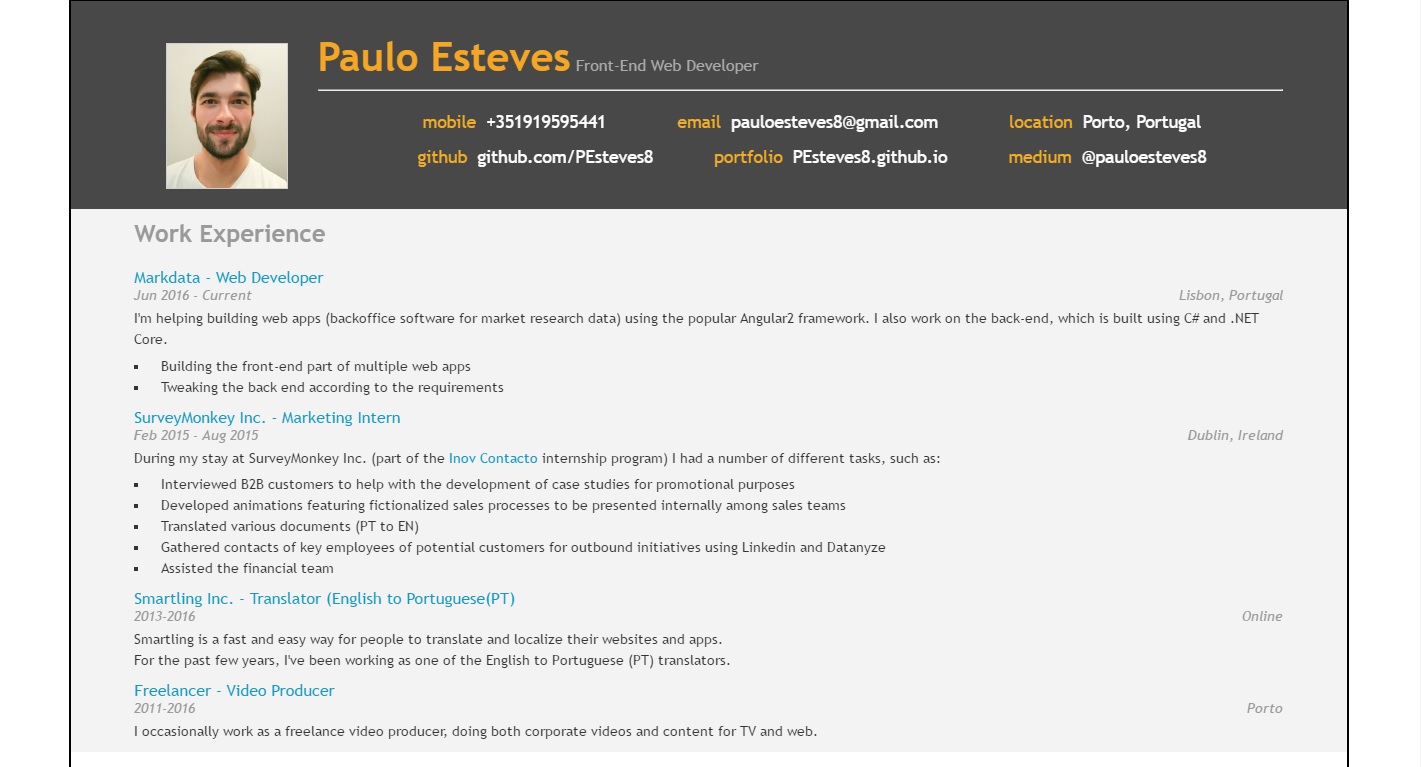 Paulo Esteves Front-End Web Developer
mobile +351919595441 email pauloesteves8@gmail.com location Porto, Portugal
github github.com/PEsteves8 portfolio PEsteves8.github.io medium @pauloesteves8
Work Experience
Markdata - Web Developer
Jun 2016 - Current Lisbon, Portugal
I'm helping building web apps (backoffice software for market research data) using the popular Angular2 framework. I also work on the back-end, which is built using C# and .NET
Core.
▪ Building the front-end part of multiple web apps
▪ Tweaking the back end according to the requirements
SurveyMonkey Inc. - Marketing Intern
Feb 2015 - Aug 2015 Dublin, Ireland
During my stay at SurveyMonkey Inc. (part of the Inov Contacto internship program) I had a number of different tasks, such as:
▪ Interviewed B2B customers to help with the development of case studies for promotional purposes
▪ Developed animations featuring fictionalized sales processes to be presented internally among sales teams
▪ Translated various documents (PT to EN)
▪ Gathered contacts of key employees of potential customers for outbound initiatives using Linkedin and Datanyze
▪ Assisted the financial team
Smartling Inc. - Translator (English to Portuguese(PT)
2013-2016 Online
Smartling is a fast and easy way for people to translate and localize their websites and apps.
For the past few years, I've been working as one of the English to Portuguese (PT) translators.
Freelancer - Video Producer
2011-2016 Porto
I occasionally work as a freelance video producer, doing both corporate videos and content for TV and web.